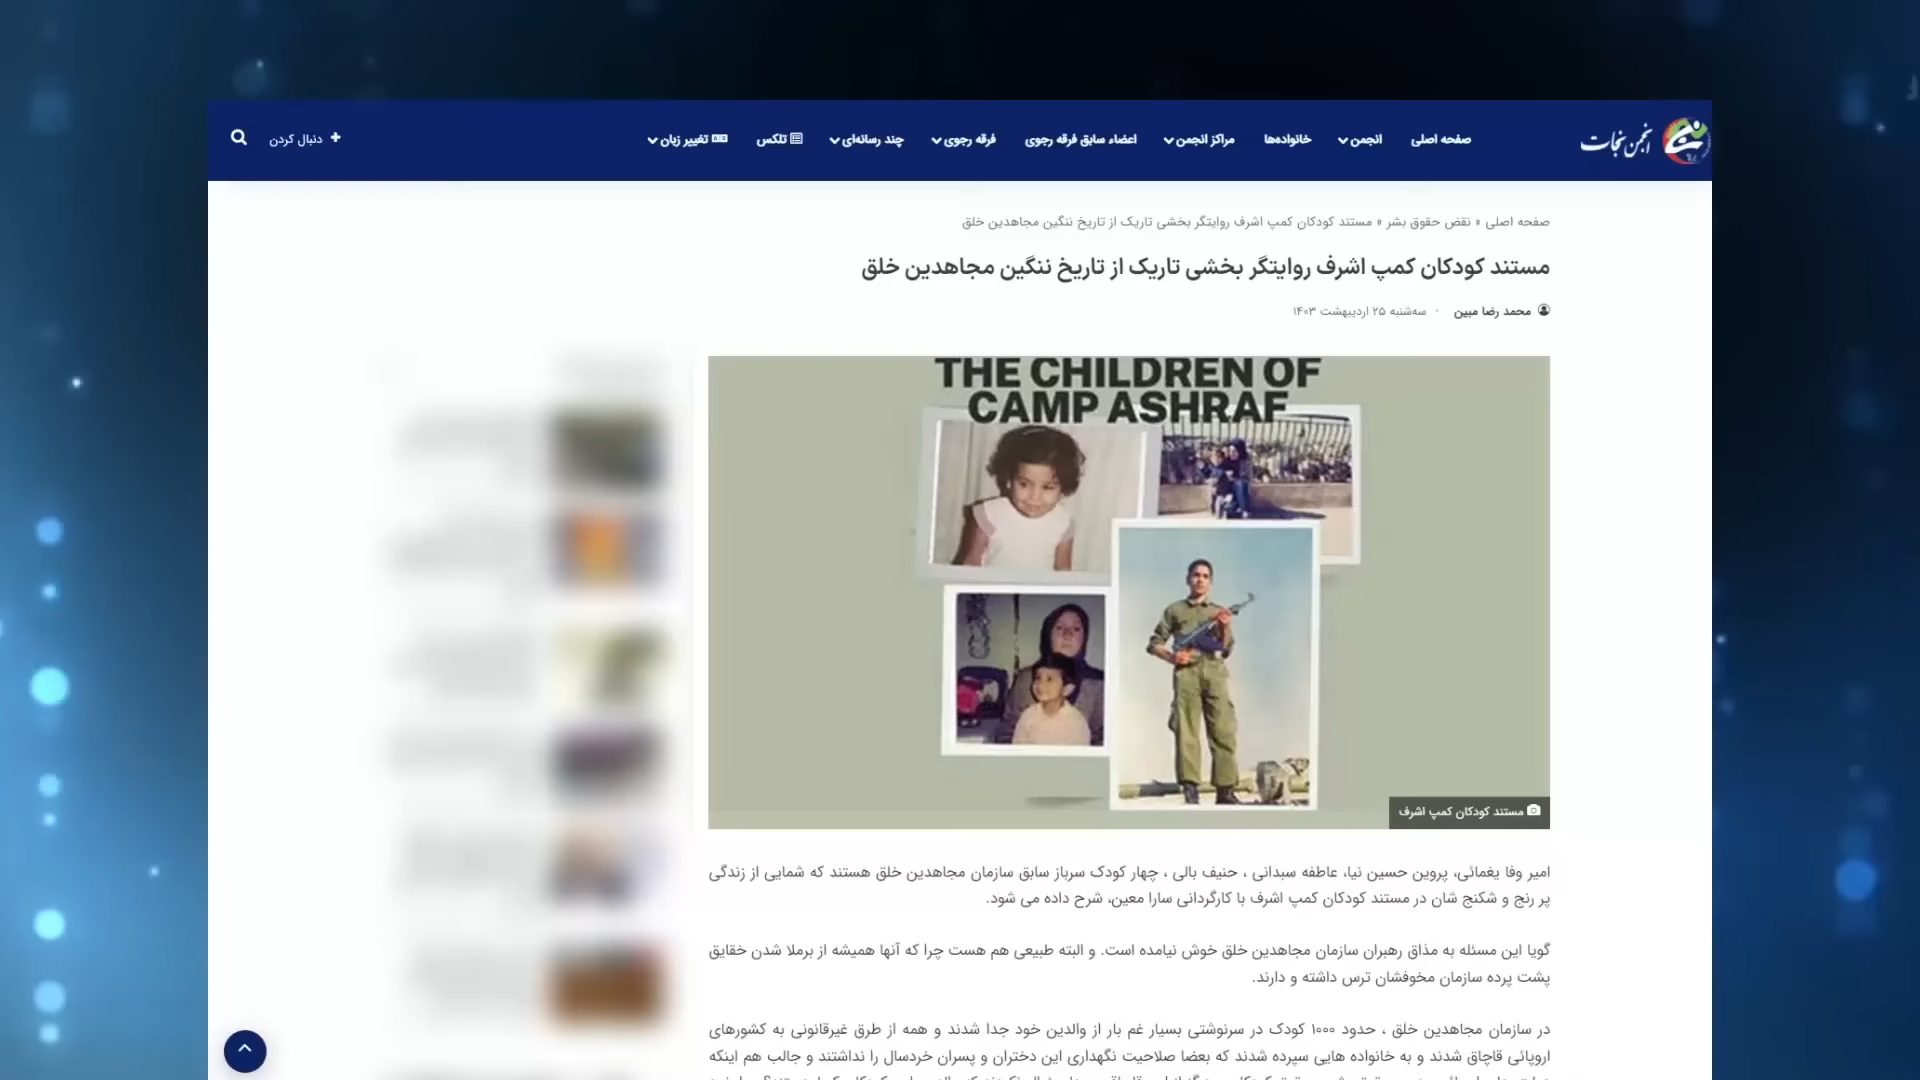 انجمن نجات
صفحه اصلی
انجمن
خانواده‌ها
مراکز انجمن
اعضاء سابق فرقه رجوی
فرقه رجوی
چند رسانه‌ای
تلکس
تغییر زبان
دنبال کردن
صفحه اصلی » نقض حقوق بشر » مستند کودکان کمپ اشرف روایتگر بخشی تاریک از تاریخ ننگین مجاهدین خلق
مستند کودکان کمپ اشرف روایتگر بخشی تاریک از تاریخ ننگین مجاهدین خلق
محمد رضا مبین · سه‌شنبه ۲۵ اردیبهشت ۱۴۰۳
THE CHILDREN OF
CAMP ASHRAF
مستند کودکان کمپ اشرف
امیر وفا یغمائی، پروین حسین نیا، عاطفه سبدانی ، حنیف بالی ، چهار کودک سرباز سابق سازمان مجاهدین خلق هستند که شمایی از زندگی
پر رنج و شکنج شان در مستند کودکان کمپ اشرف با کارگردانی سارا معین، شرح داده می شود.
گویا این مسئله به مذاق رهبران سازمان مجاهدین خلق خوش نیامده است. و البته طبیعی هم هست چرا که آنها همیشه از برملا شدن خقایق
پشت پرده سازمان مخوفشان ترس داشته و دارند.
در سازمان مجاهدین خلق ، حدود ۱۰۰۰ کودک در سرنوشتی بسیار غم بار از والدین خود جدا شدند و همه از طرق غیرقانونی به کشورهای
اروپائی قاچاق شدند و به خانواده هایی سپرده شدند که بعضا صلاحیت نگهداری این دختران و پسران خردسال را نداشتند و جالب هم اینکه